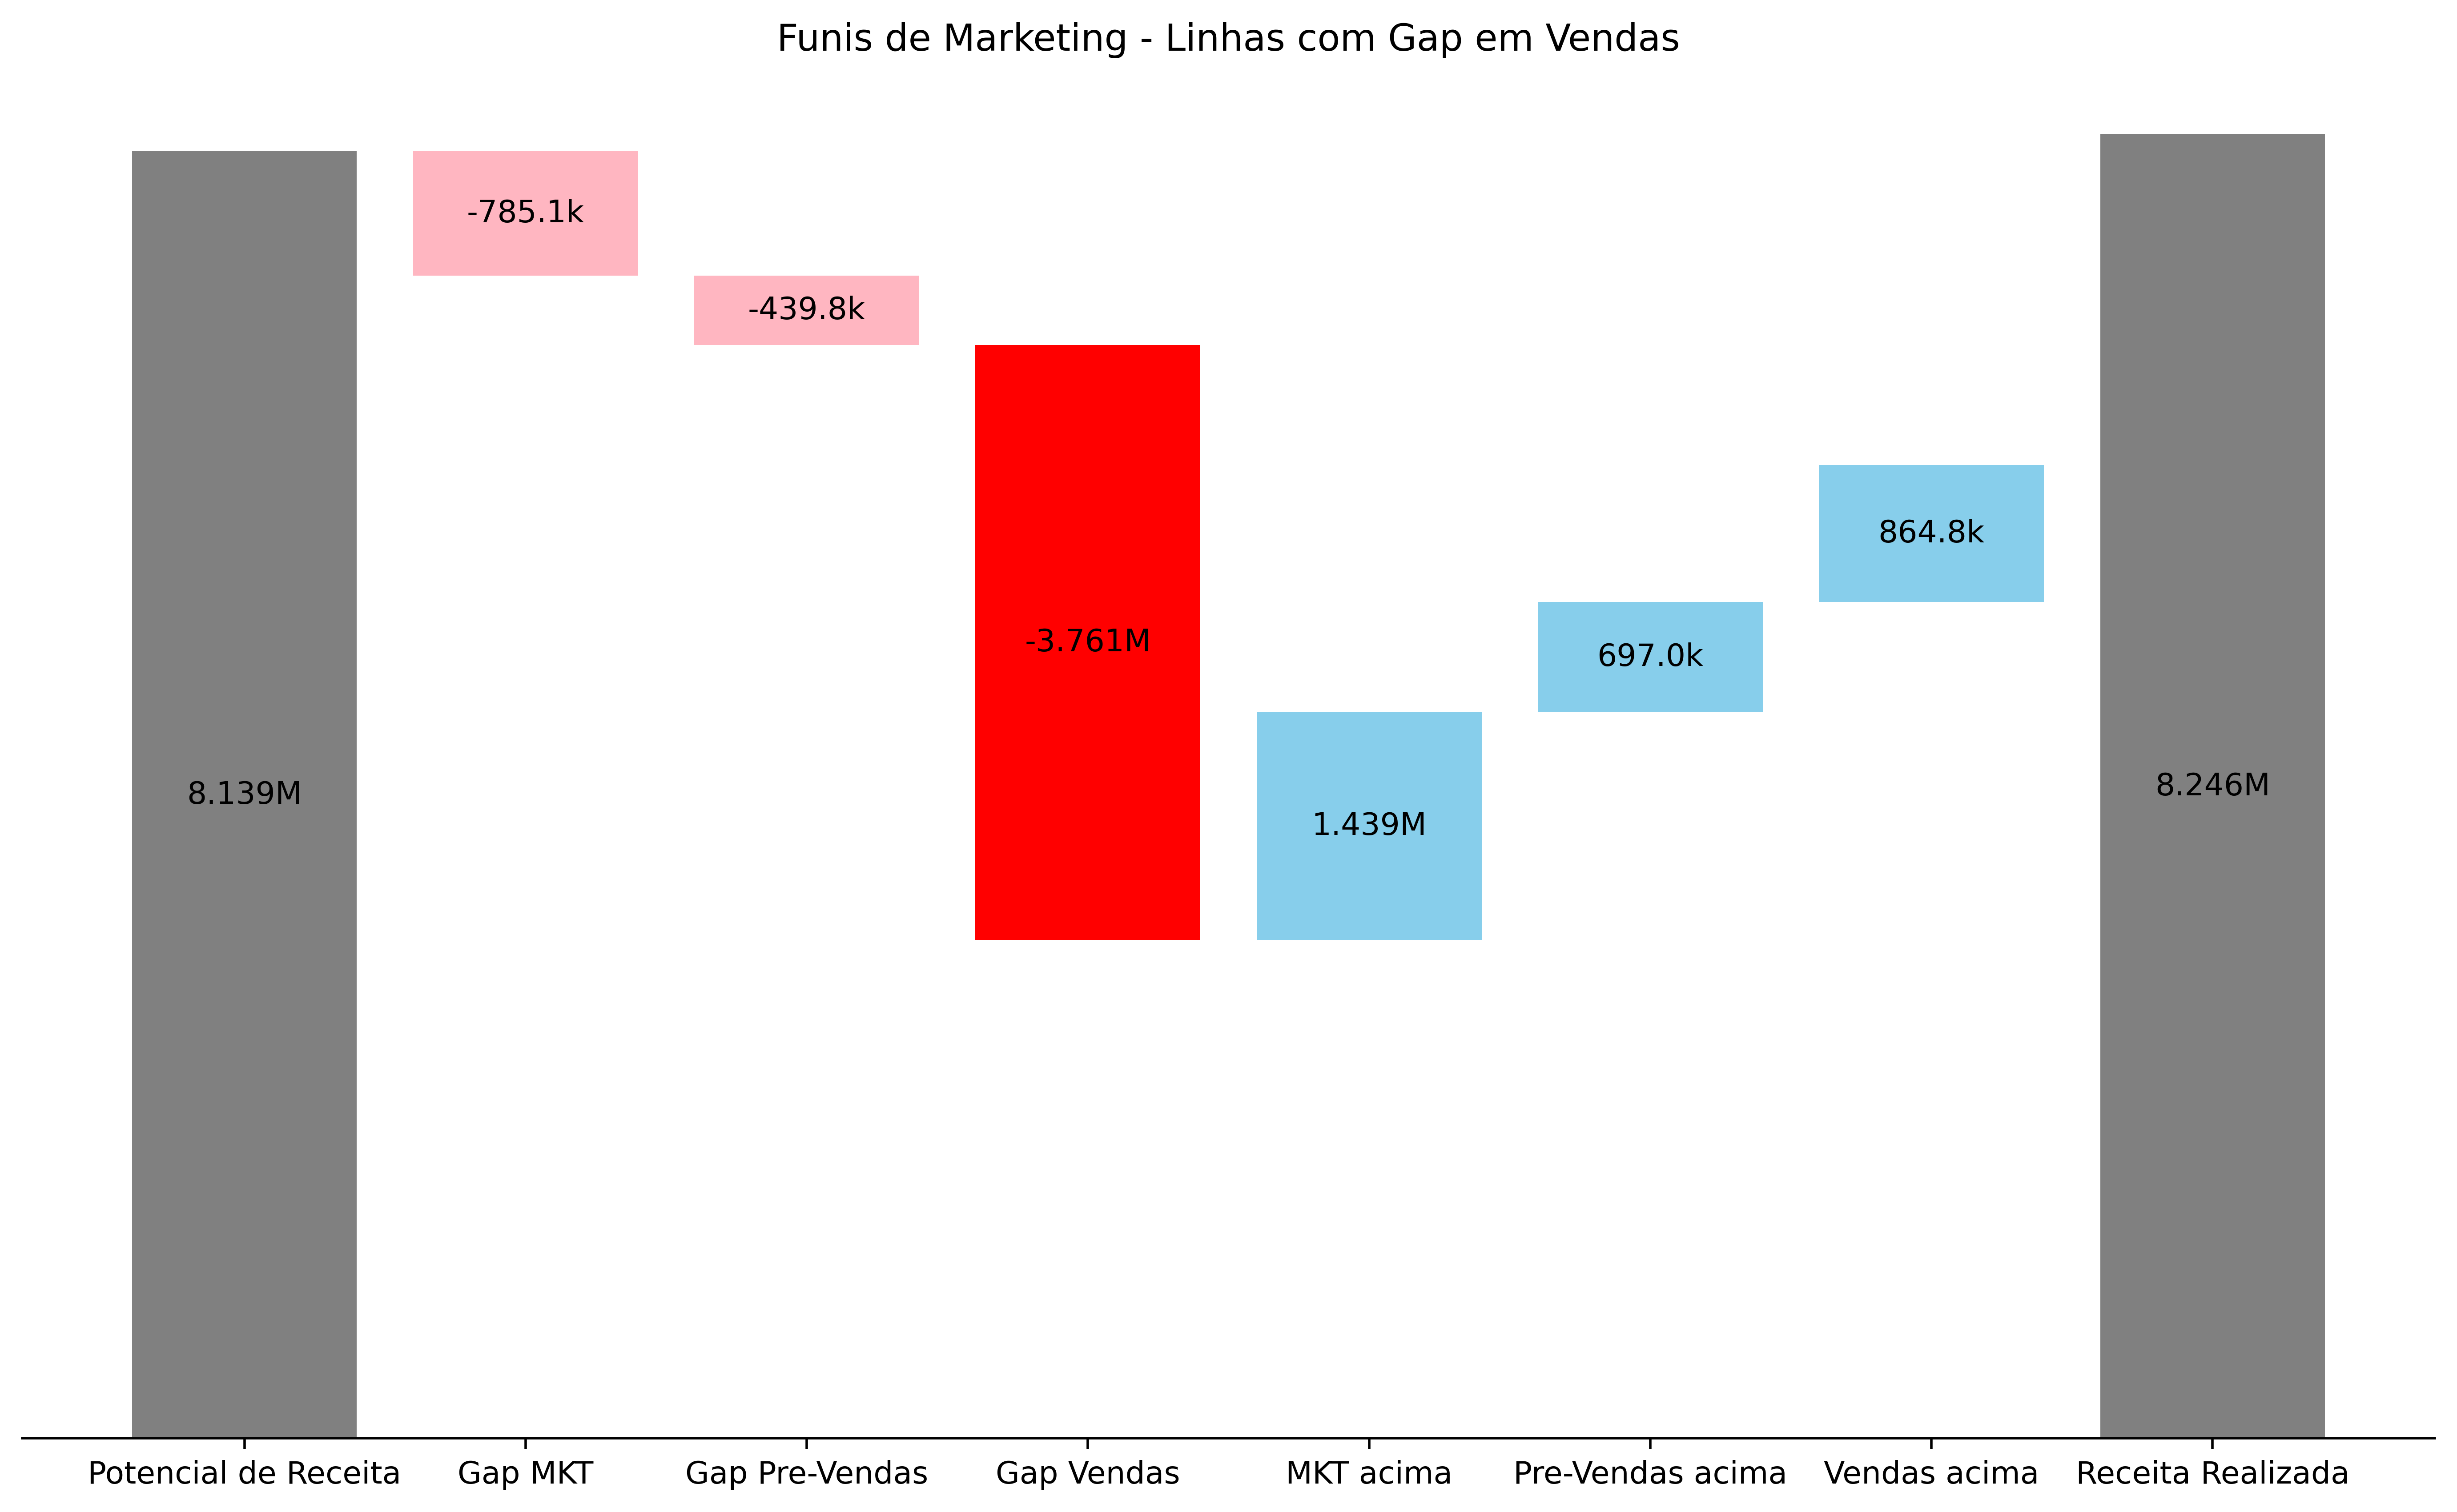 Funis de Marketing - Linhas com Gap em Vendas
-785.1k
-439.8k
864.8k
-3.761M
697.0k
8.139M
8.246M
1.439M
Potencial de Receita
Gap MKT
Gap Pre-Vendas
Gap Vendas
MKT acima
Pre-Vendas acima
Vendas acima
Receita Realizada